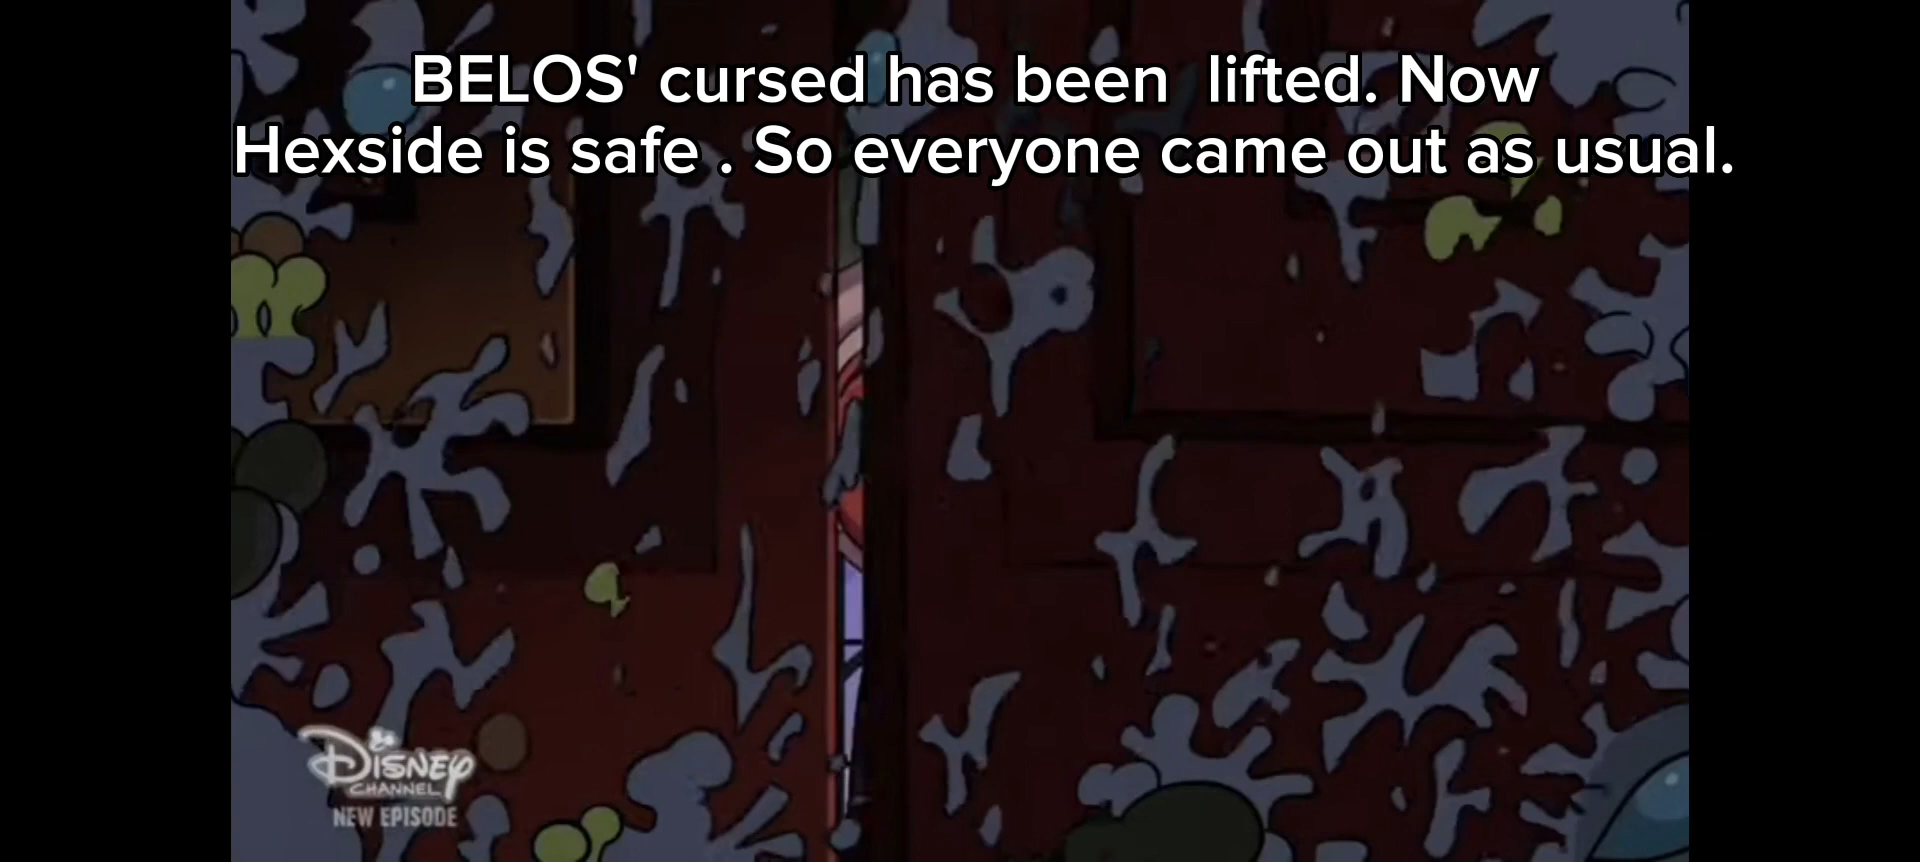 BELOS' cursed has been  lifted. Now
Hexside is safe . So everyone came out as usual.
DISNEY
CHANNEL
NEW EPISODE